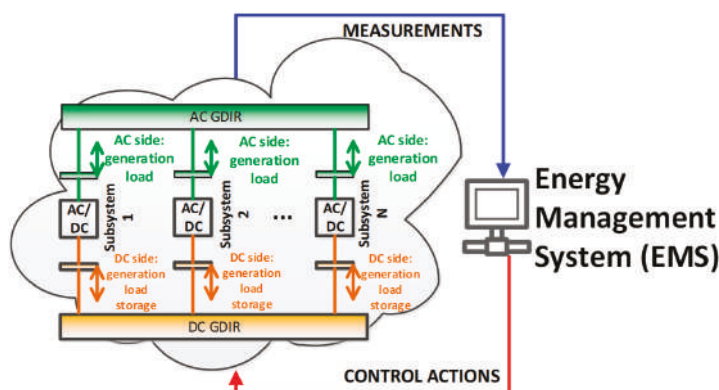 MEASUREMENTS
AC GDIR
AC side:
generation
load
AC side:
generation
load
AC side:
generation
load
AC/
DC
Subsystem
1
AC/
DC
Subsystem
2
...
AC/
DC
Subsystem
N
DC side:
generation
load
storage
DC side:
generation
load
storage
DC side:
generation
load
storage
DC GDIR
Energy
Management
System (EMS)
CONTROL ACTIONS